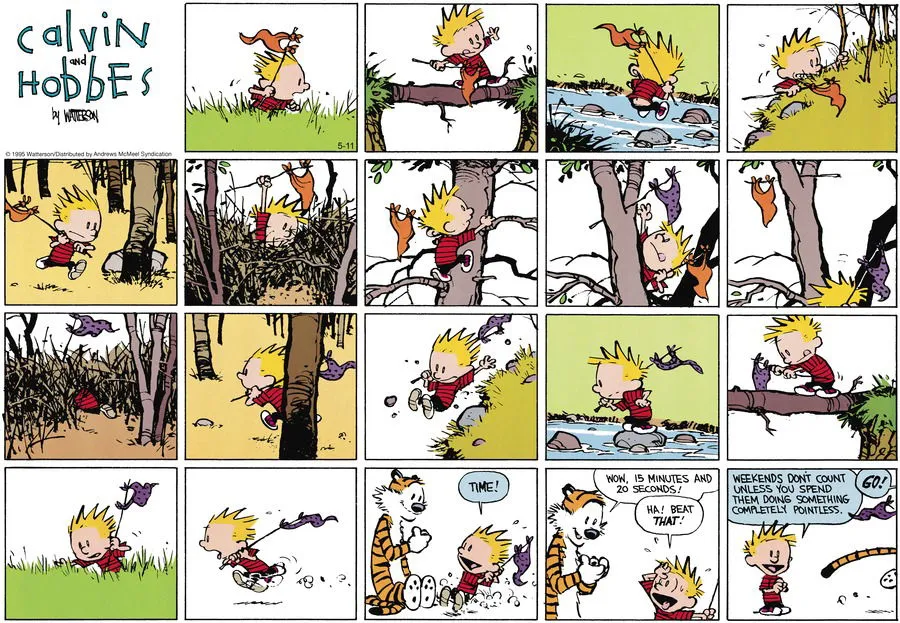 calvin
and
HobbES
by WATTERSON
© 1995 Watterson/Distributed by Andrews McMeel Syndication
5-11
TIME!
WOW, 15 MINUTES AND
20 SECONDS!
HA! BEAT
THAT!
WEEKENDS DON'T COUNT
UNLESS YOU SPEND
THEM DOING SOMETHING
COMPLETELY POINTLESS.
GO!